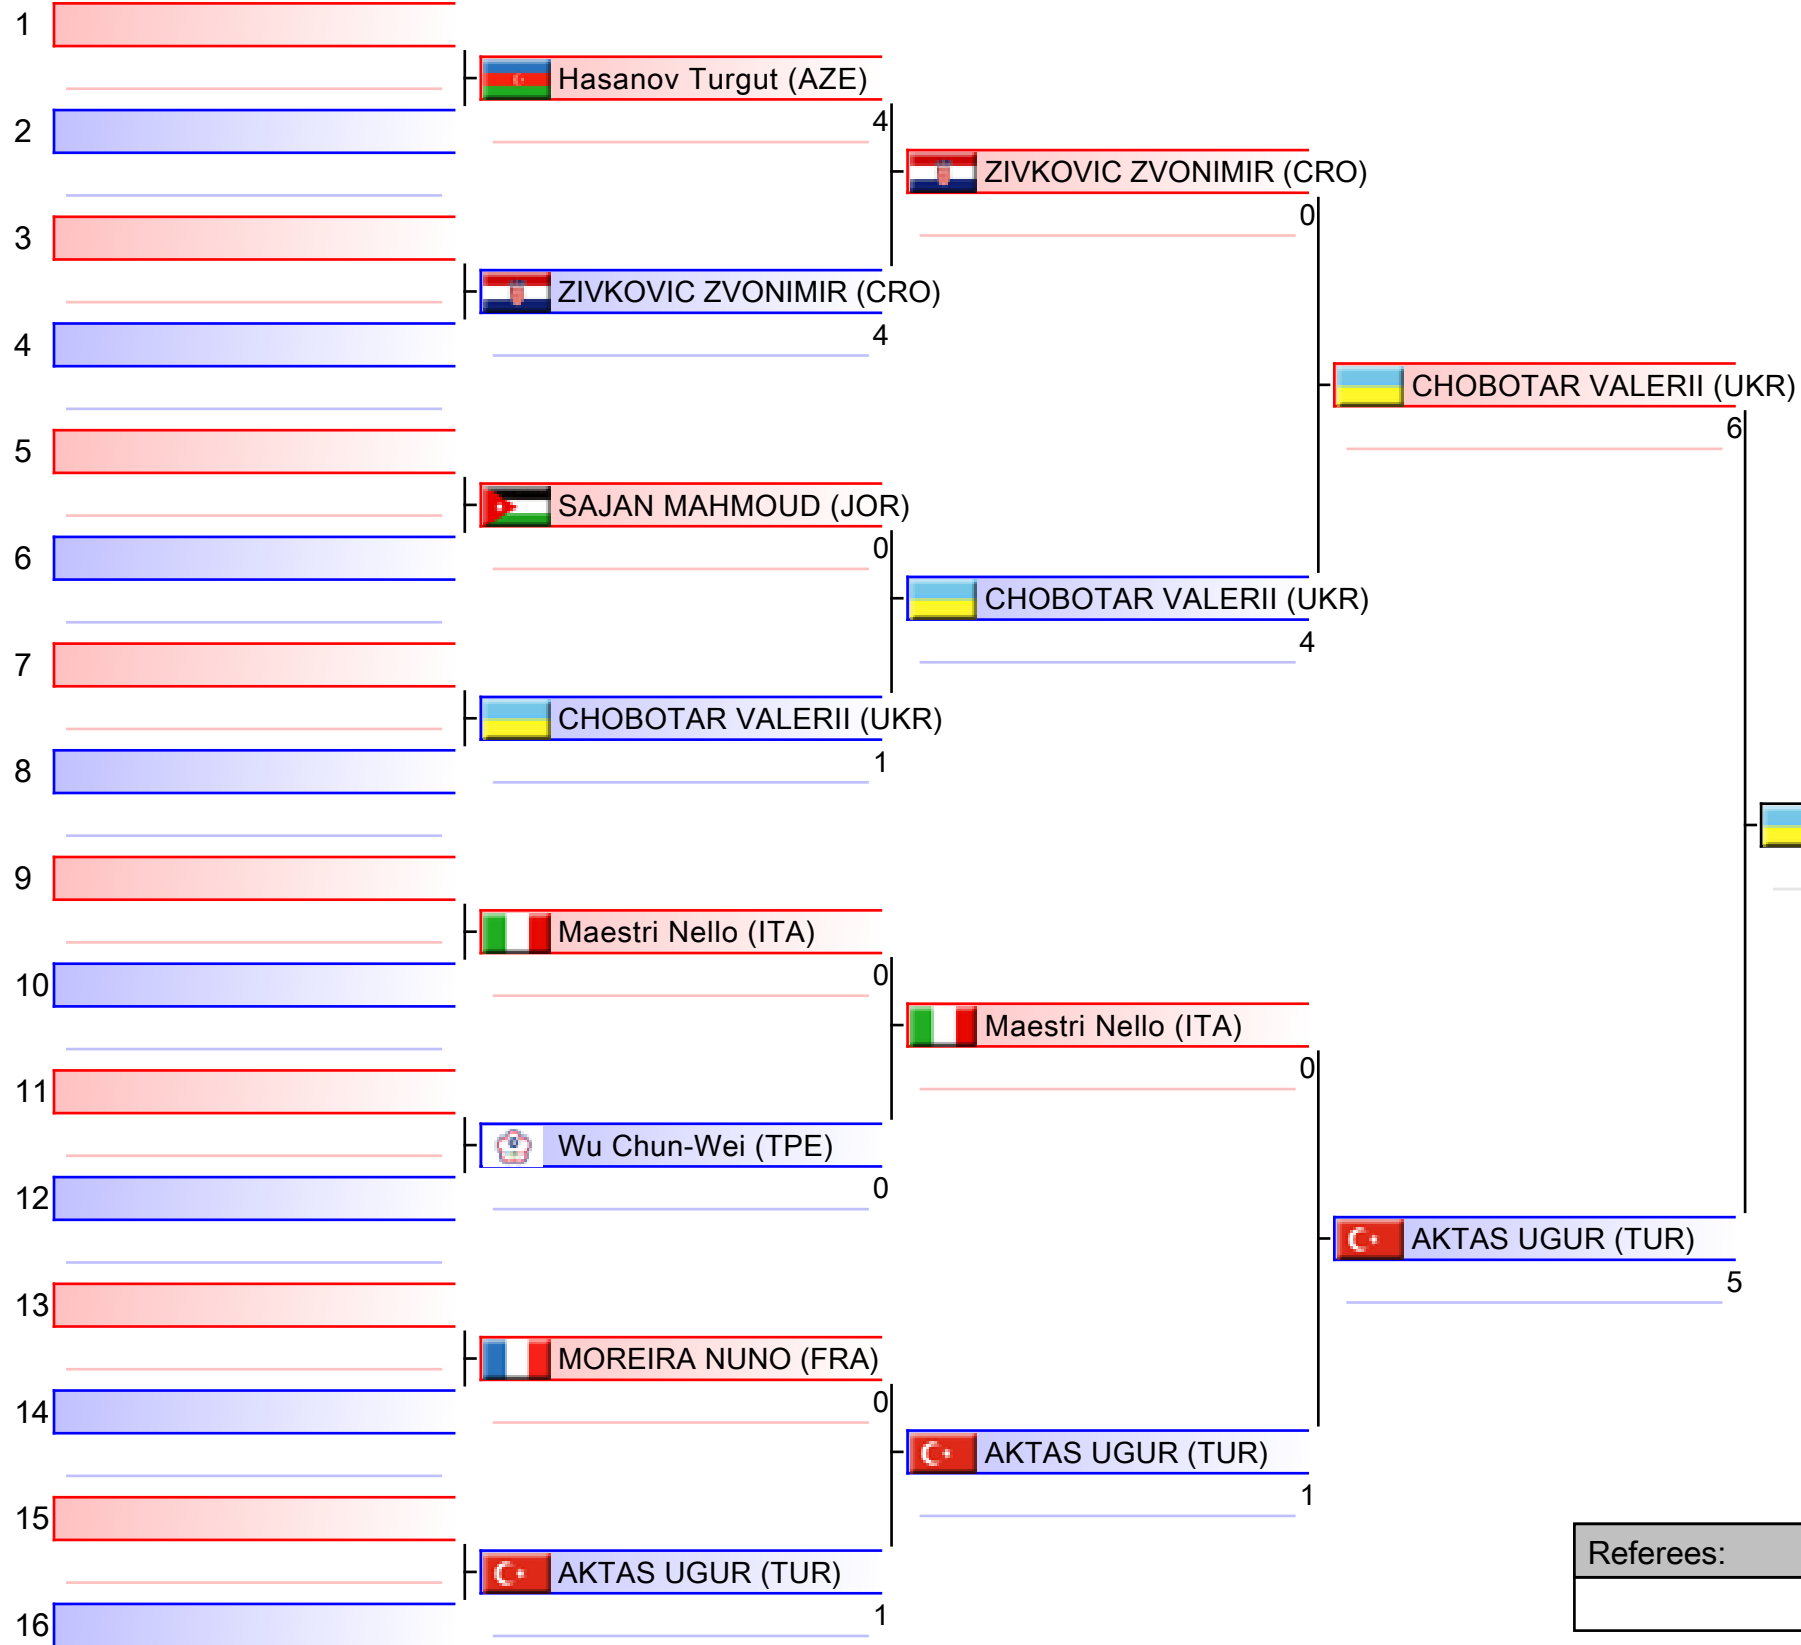 1
Hasanov Turgut (AZE)
4
2
ZIVKOVIC ZVONIMIR (CRO)
0
3
ZIVKOVIC ZVONIMIR (CRO)
4
4
CHOBOTAR VALERII (UKR)
6
5
SAJAN MAHMOUD (JOR)
0
6
CHOBOTAR VALERII (UKR)
4
7
CHOBOTAR VALERII (UKR)
1
8
9
Maestri Nello (ITA)
0
10
Maestri Nello (ITA)
0
11
Wu Chun-Wei (TPE)
0
12
AKTAS UGUR (TUR)
5
13
MOREIRA NUNO (FRA)
0
14
AKTAS UGUR (TUR)
1
15
AKTAS UGUR (TUR)
1
16
Referees: